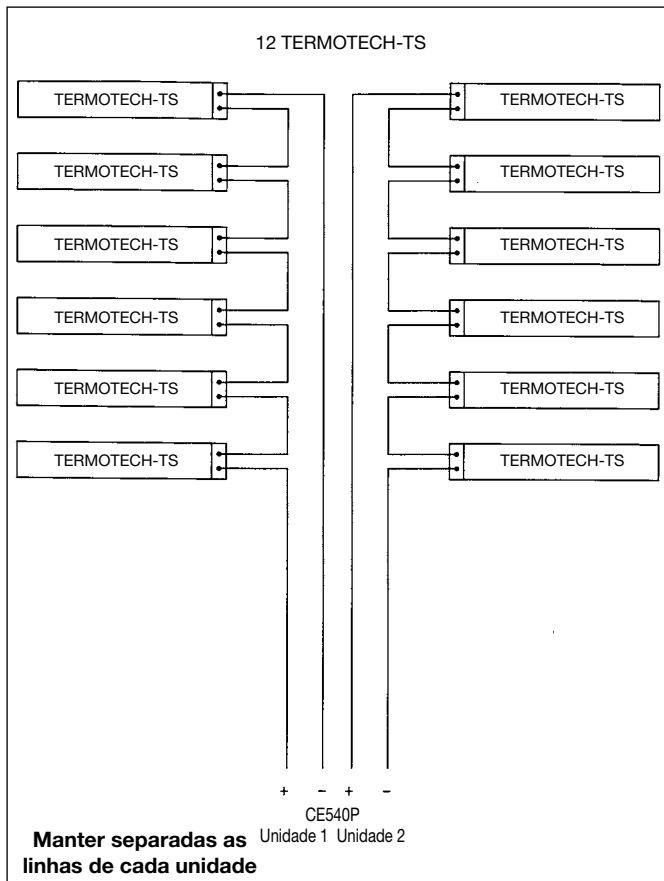 12 TERMOTECH-TS
TERMOTECH-TS TERMOTECH-TS
TERMOTECH-TS TERMOTECH-TS
TERMOTECH-TS TERMOTECH-TS
TERMOTECH-TS TERMOTECH-TS
TERMOTECH-TS TERMOTECH-TS
TERMOTECH-TS TERMOTECH-TS
+ - + -
CE540P
Unidade 1 Unidade 2
Manter separadas as
linhas de cada unidade